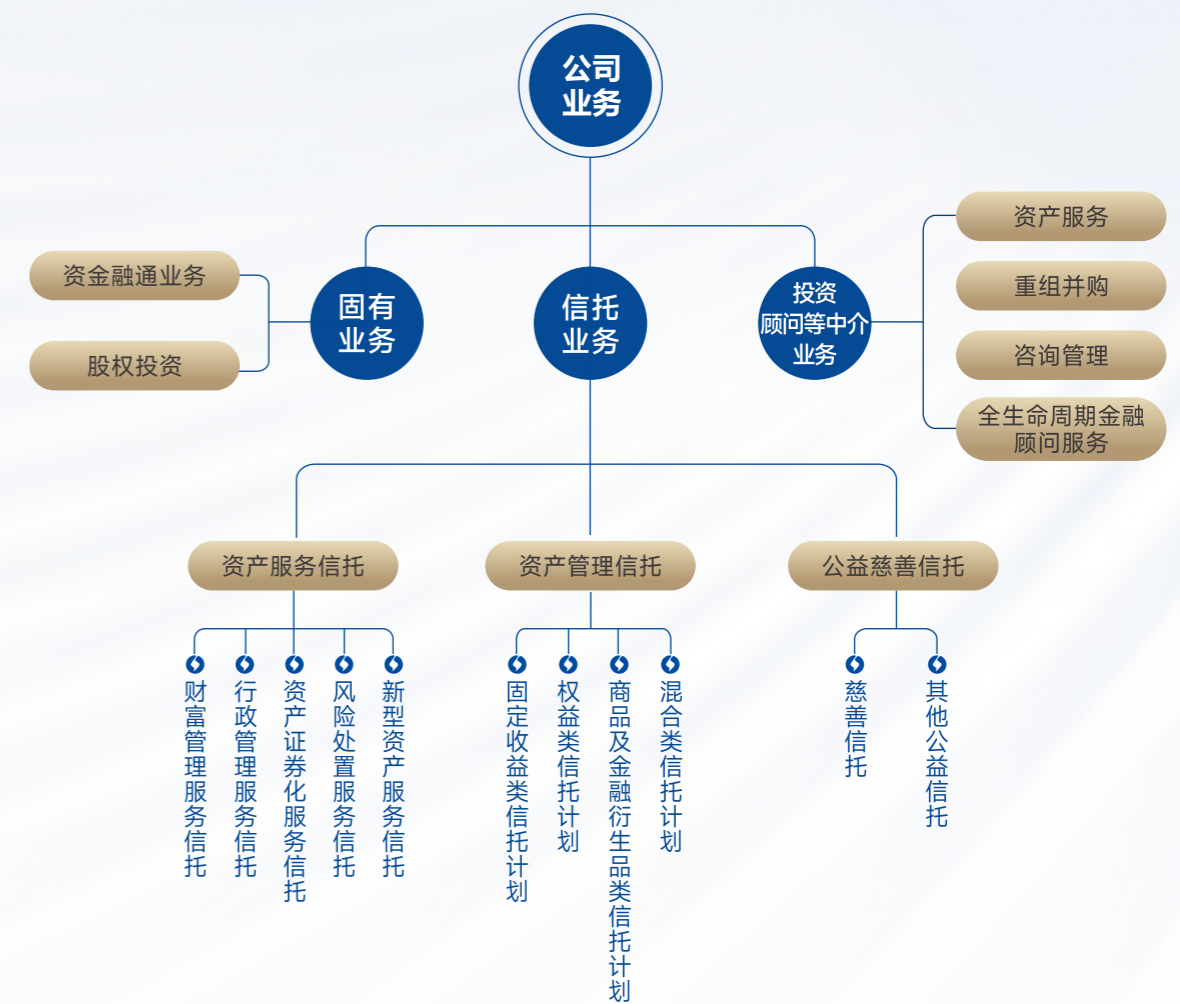 公司
业务
资金融通业务
股权投资
固有
业务
信托
业务
投资
顾问等中介
业务
资产服务
重组并购
咨询管理
全生命周期金融
顾问服务
资产服务信托
资产管理信托
公益慈善信托
财富管理服务信托
行政管理服务信托
资产证券化服务信托
风险处置服务信托
新型资产服务信托
固定收益类信托计划
权益类信托计划
商品及金融衍生品类信托计划
混合类信托计划
慈善信托
其他公益信托